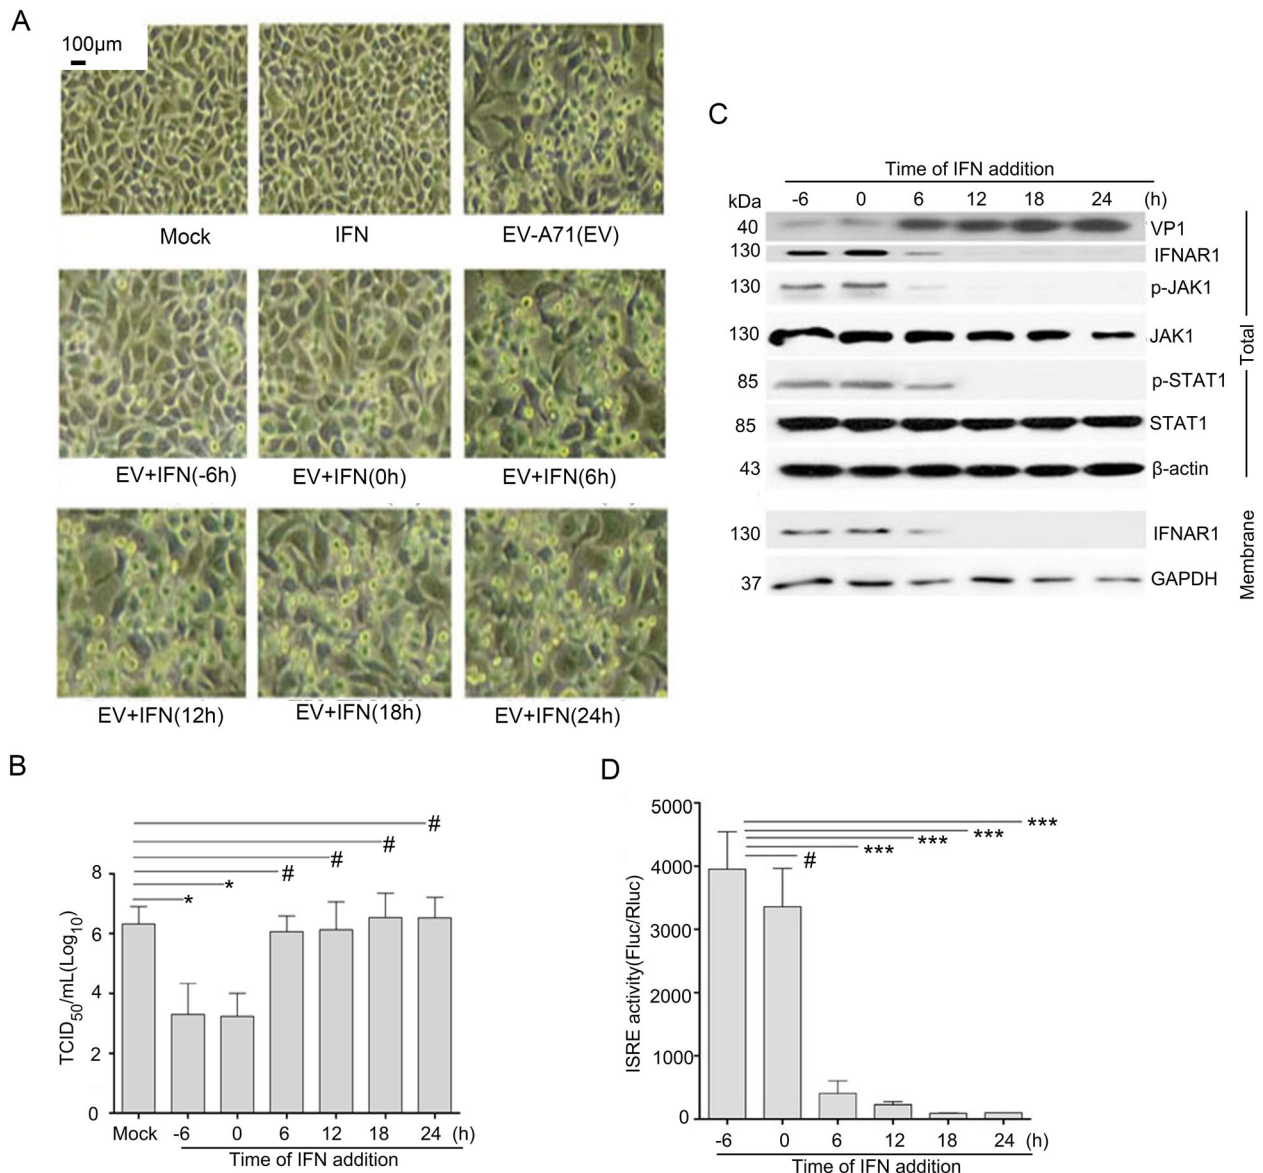 A
100μm
Mock
IFN
EV-A71(EV)
EV+IFN(-6h)
EV+IFN(0h)
EV+IFN(6h)
EV+IFN(12h)
EV+IFN(18h)
EV+IFN(24h)
B
TCID50/mL(Log10)
8
6
4
2
0
*
*
#
#
#
#
Mock -6 0 6 12 18 24 (h)
Time of IFN addition
C
Time of IFN addition
kDa -6 0 6 12 18 24 (h)
40 VP1
130 IFNAR1
130 p-JAK1
130 JAK1
85 p-STAT1
85 STAT1
43 β-actin
Total
130 IFNAR1
37 GAPDH
Membrane
D
ISRE activity(Fluc/Rluc)
5000
4000
3000
2000
1000
0
***
***
***
***
#
-6 0 6 12 18 24 (h)
Time of IFN addition